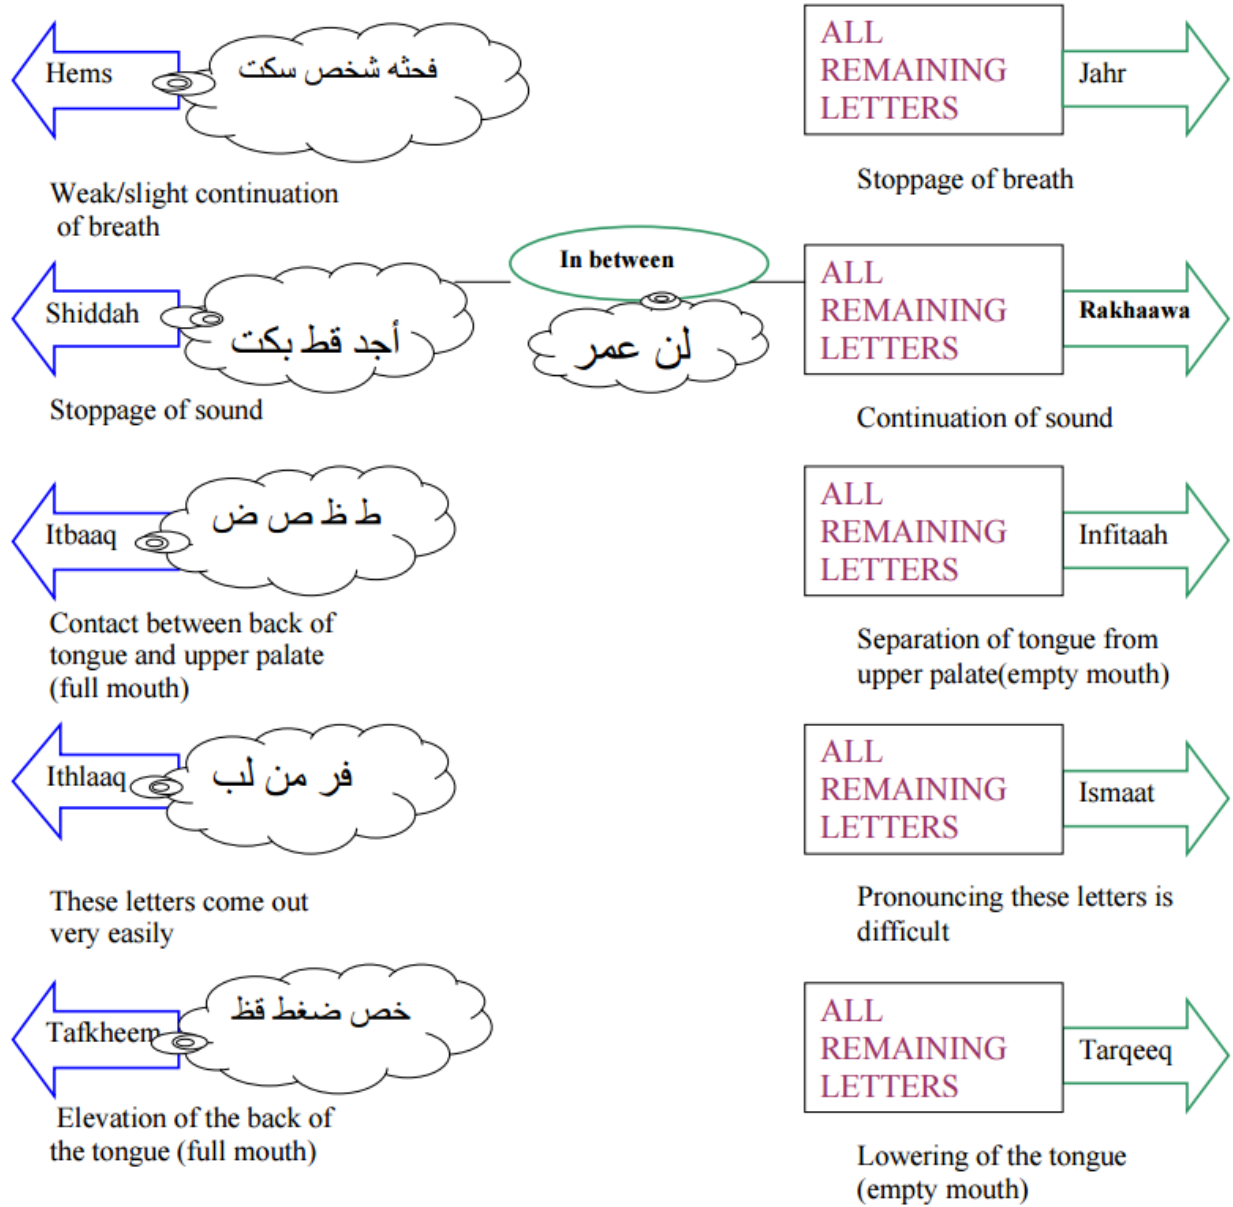 Hems
فحثه شخص سكت
ALL
REMAINING
LETTERS
Jahr
Weak/slight continuation
of breath
Stoppage of breath
Shiddah
أجد قط بكت
In between
لن عمر
ALL
REMAINING
LETTERS
Rakhaawa
Stoppage of sound
Continuation of sound
Itbaaq
ط ظ ص ض
ALL
REMAINING
LETTERS
Infitaah
Contact between back of
tongue and upper palate
(full mouth)
Separation of tongue from
upper palate(empty mouth)
Ithlaaq
فر من لب
ALL
REMAINING
LETTERS
Ismaat
These letters come out
very easily
Pronouncing these letters is
difficult
Tafkheem
خص ضغط قظ
ALL
REMAINING
LETTERS
Tarqeeq
Elevation of the back of
the tongue (full mouth)
Lowering of the tongue
(empty mouth)